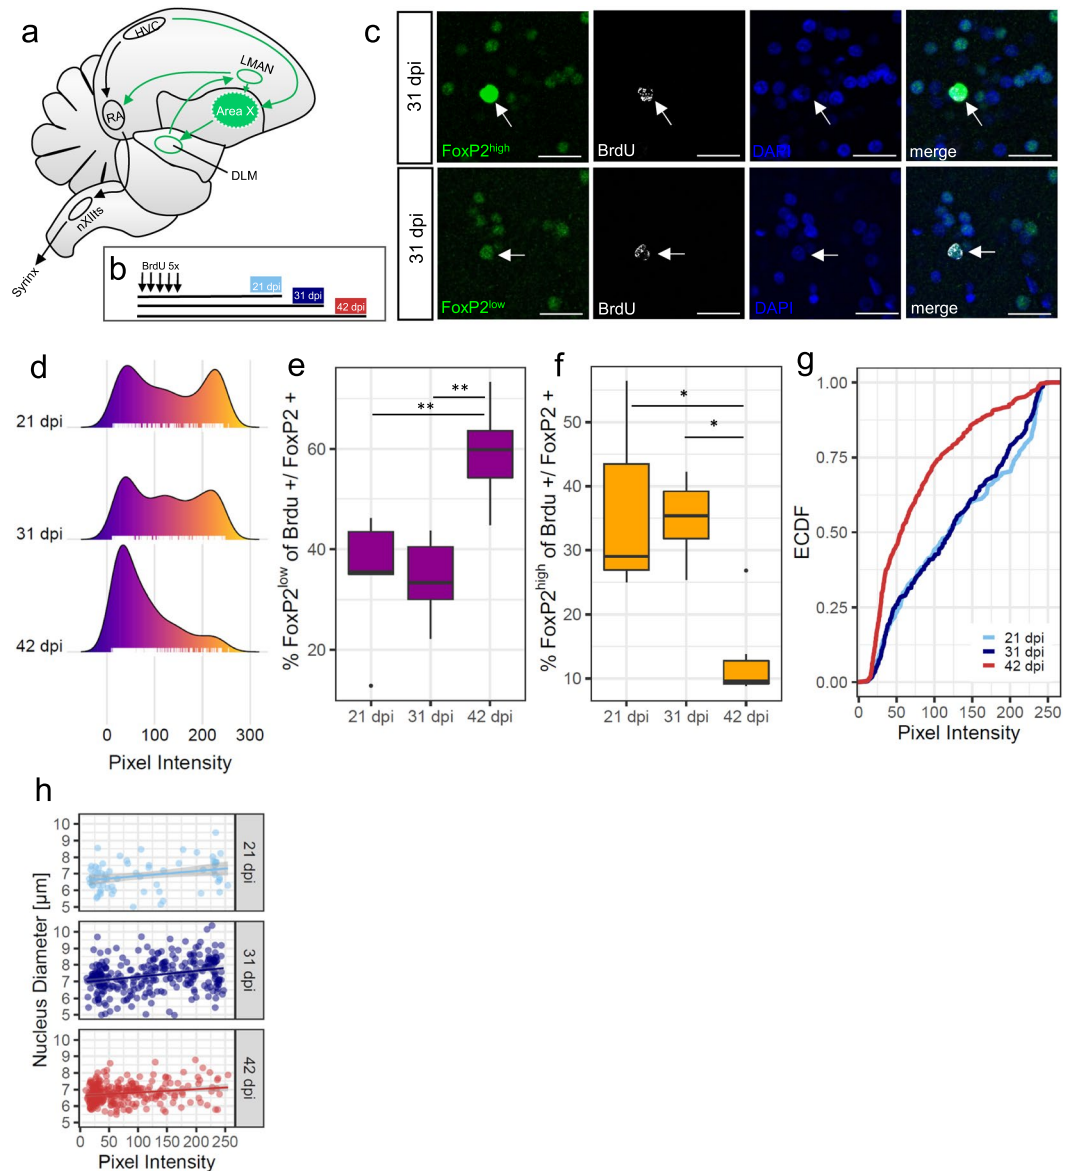 a
HVC
LMAN
Area X
RA
DLM
nXIIts
Syrinx
b
BrdU 5x
21 dpi
31 dpi
42 dpi
c
31 dpi
FoxP2high
BrdU
DAPI
merge
31 dpi
FoxP2low
BrdU
DAPI
merge
d
21 dpi
31 dpi
42 dpi
0 100 200 300
Pixel Intensity
e
% FoxP2low of Brdu +/ FoxP2 +
60
40
20
**
**
21 dpi 31 dpi 42 dpi
f
% FoxP2high of Brdu +/ FoxP2 +
50
40
30
20
10
*
*
21 dpi 31 dpi 42 dpi
g
ECDF
1.00
0.75
0.50
0.25
0.00
21 dpi
31 dpi
42 dpi
0 50 100 150 200 250
Pixel Intensity
h
Nucleus Diameter [µm]
10
9
8
7
6
5
21 dpi
10
9
8
7
6
5
31 dpi
10
9
8
7
6
5
42 dpi
0 50 100 150 200 250
Pixel Intensity